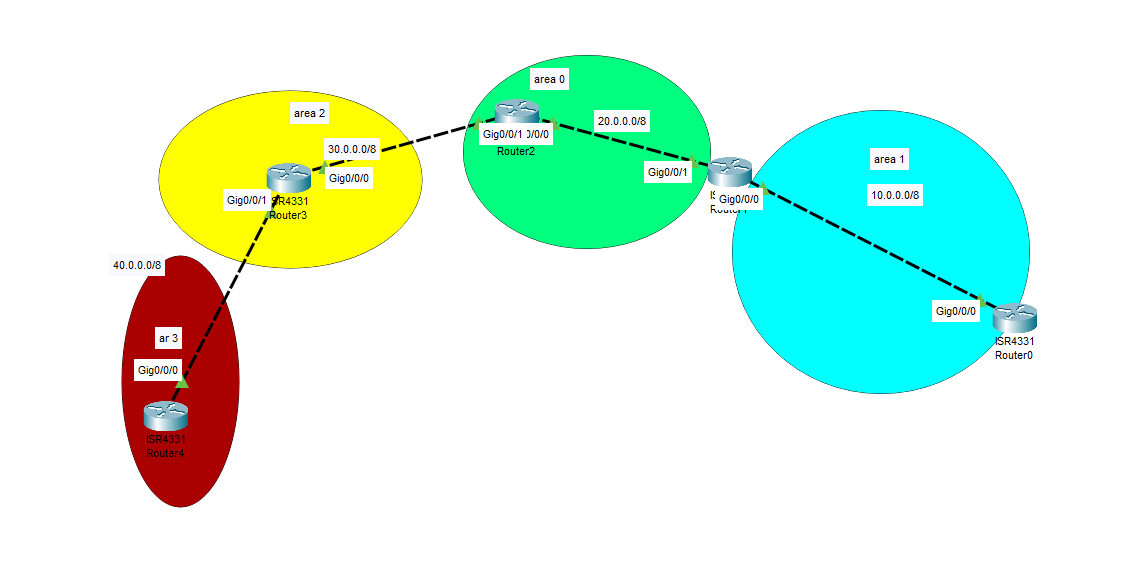 area 0
area 2
20.0.0.0/8
Gig0/0/1
0/0/0
Router2
30.0.0.0/8
area 1
Gig0/0/0
Gig0/0/1
10.0.0.0/8
Gig0/0/1
SR4331
Router3
Gig0/0/0
40.0.0.0/8
Gig0/0/0
ISR4331
Router0
ar 3
Gig0/0/0
ISR4331
Router4